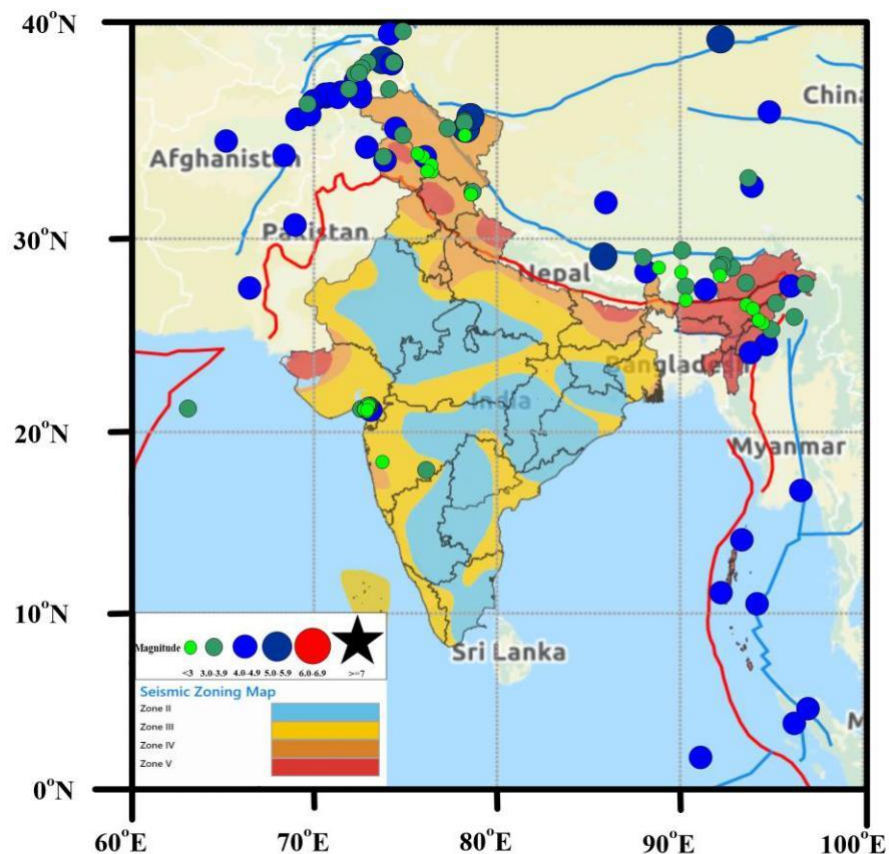 40°N
China
Afghanistan
30°N
Pakistan
Nepal
Bangladesh
India
20°N
Myanmar
10°N
Sri Lanka
Magnitude
<3 3.0-3.9 4.0-4.9 5.0-5.9 6.0-6.9 >=7
Seismic Zoning Map
Zone II
Zone III
Zone IV
Zone V
M
0°N
60°E 70°E 80°E 90°E 100°E